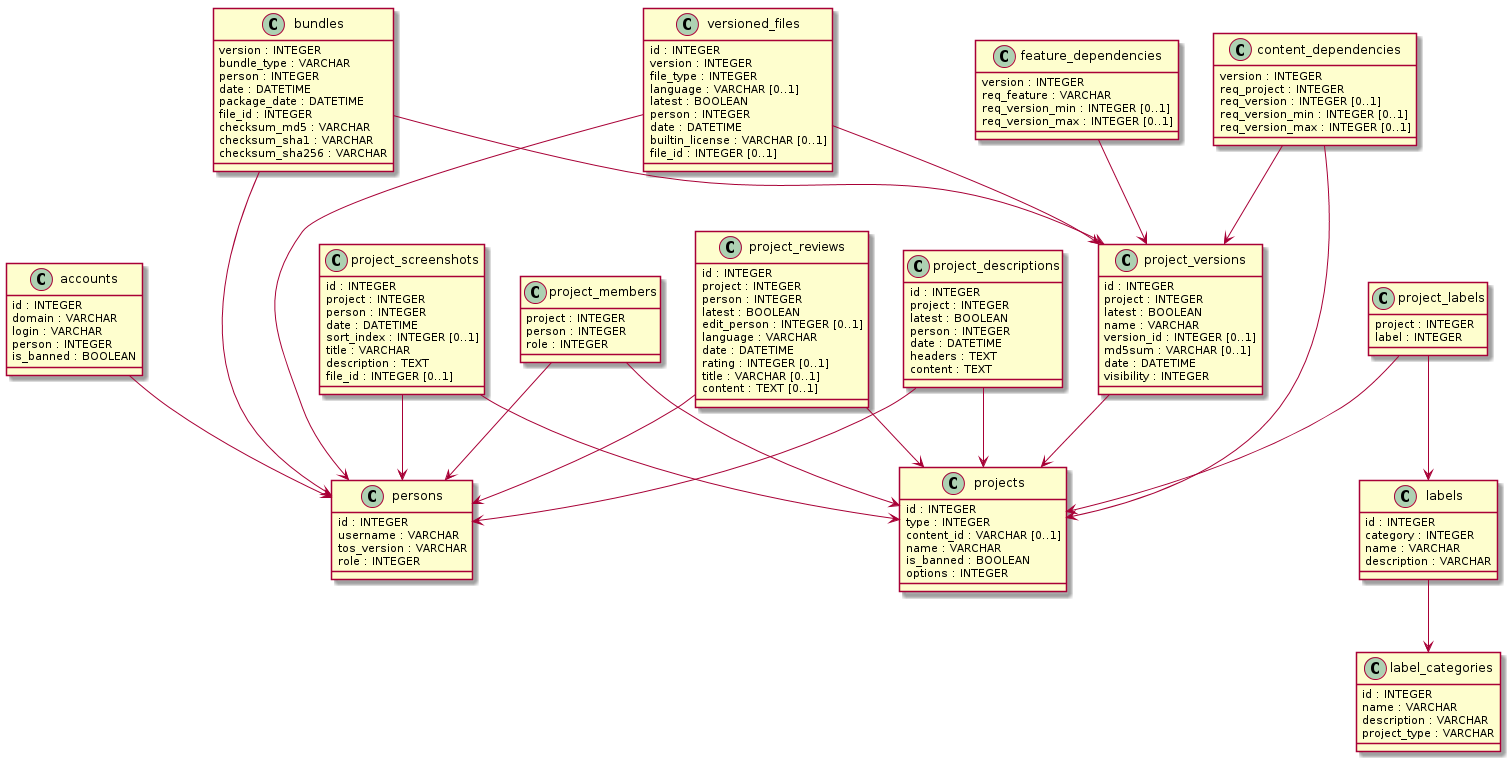 C bundles
version : INTEGER
bundle_type : VARCHAR
person : INTEGER
date : DATETIME
package_date : DATETIME
file_id : INTEGER
checksum_md5 : VARCHAR
checksum_sha1 : VARCHAR
checksum_sha256 : VARCHAR
C versioned_files
id : INTEGER
version : INTEGER
file_type : INTEGER
language : VARCHAR [0..1]
latest : BOOLEAN
person : INTEGER
date : DATETIME
builtin_license : VARCHAR [0..1]
file_id : INTEGER [0..1]
C feature_dependencies
version : INTEGER
req_feature : VARCHAR
req_version_min : INTEGER [0..1]
req_version_max : INTEGER [0..1]
C content_dependencies
version : INTEGER
req_project : INTEGER
req_version : INTEGER [0..1]
req_version_min : INTEGER [0..1]
req_version_max : INTEGER [0..1]
C accounts
id : INTEGER
domain : VARCHAR
login : VARCHAR
person : INTEGER
is_banned : BOOLEAN
C project_screenshots
id : INTEGER
project : INTEGER
person : INTEGER
date : DATETIME
sort_index : INTEGER [0..1]
title : VARCHAR
description : TEXT
file_id : INTEGER [0..1]
C project_members
project : INTEGER
person : INTEGER
role : INTEGER
C project_reviews
id : INTEGER
project : INTEGER
person : INTEGER
latest : BOOLEAN
edit_person : INTEGER [0..1]
language : VARCHAR
date : DATETIME
rating : INTEGER [0..1]
title : VARCHAR [0..1]
content : TEXT [0..1]
C project_descriptions
id : INTEGER
project : INTEGER
latest : BOOLEAN
person : INTEGER
date : DATETIME
headers : TEXT
content : TEXT
C project_versions
id : INTEGER
project : INTEGER
latest : BOOLEAN
name : VARCHAR
version_id : INTEGER [0..1]
md5sum : VARCHAR [0..1]
date : DATETIME
visibility : INTEGER
C project_labels
project : INTEGER
label : INTEGER
C persons
id : INTEGER
username : VARCHAR
tos_version : VARCHAR
role : INTEGER
C projects
id : INTEGER
type : INTEGER
content_id : VARCHAR [0..1]
name : VARCHAR
is_banned : BOOLEAN
options : INTEGER
C labels
id : INTEGER
category : INTEGER
name : VARCHAR
description : VARCHAR
C label_categories
id : INTEGER
name : VARCHAR
description : VARCHAR
project_type : VARCHAR